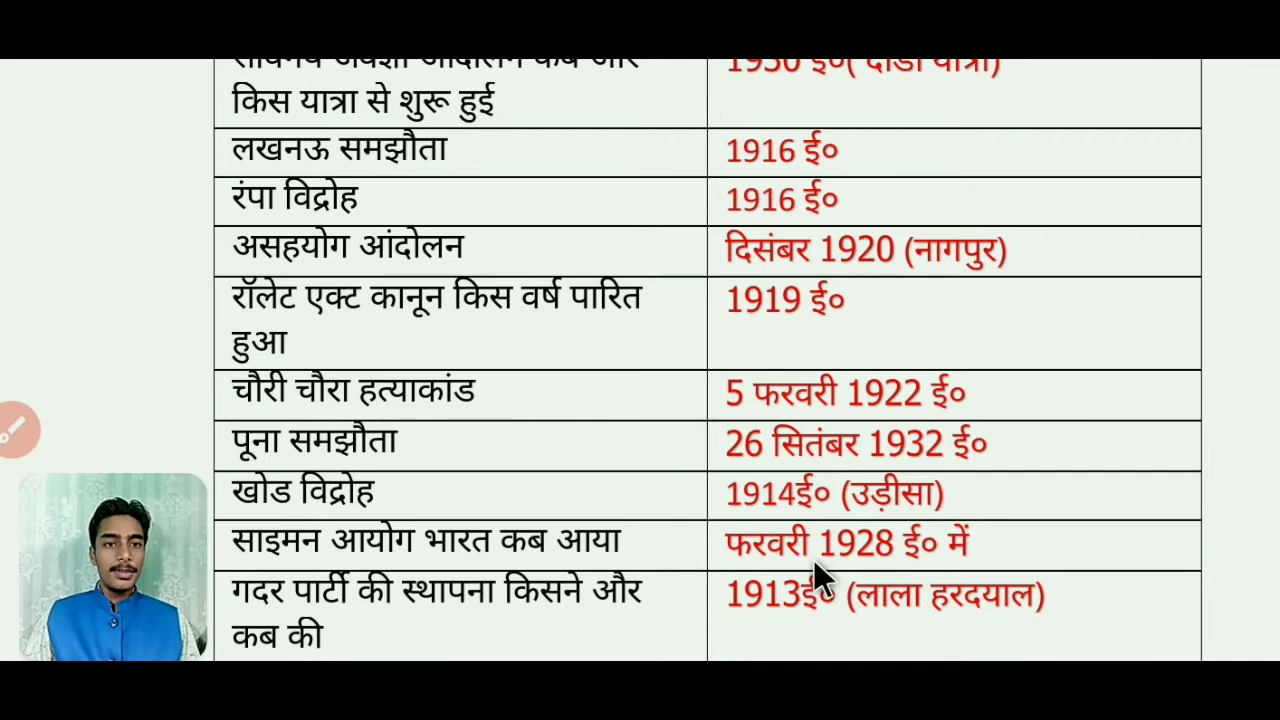 किस यात्रा से शुरू हुई
लखनऊ समझौता 1916 ई०
रंपा विद्रोह 1916 ई०
असहयोग आंदोलन दिसंबर 1920 (नागपुर)
रॉलेट एक्ट कानून किस वर्ष पारित 1919 ई०
हुआ
चौरी चौरा हत्याकांड 5 फरवरी 1922 ई०
पूना समझौता 26 सितंबर 1932 ई०
खोड विद्रोह 1914ई० (उड़ीसा)
साइमन आयोग भारत कब आया फरवरी 1928 ई० में
गदर पार्टी की स्थापना किसने और 1913ई० (लाला हरदयाल)
कब की